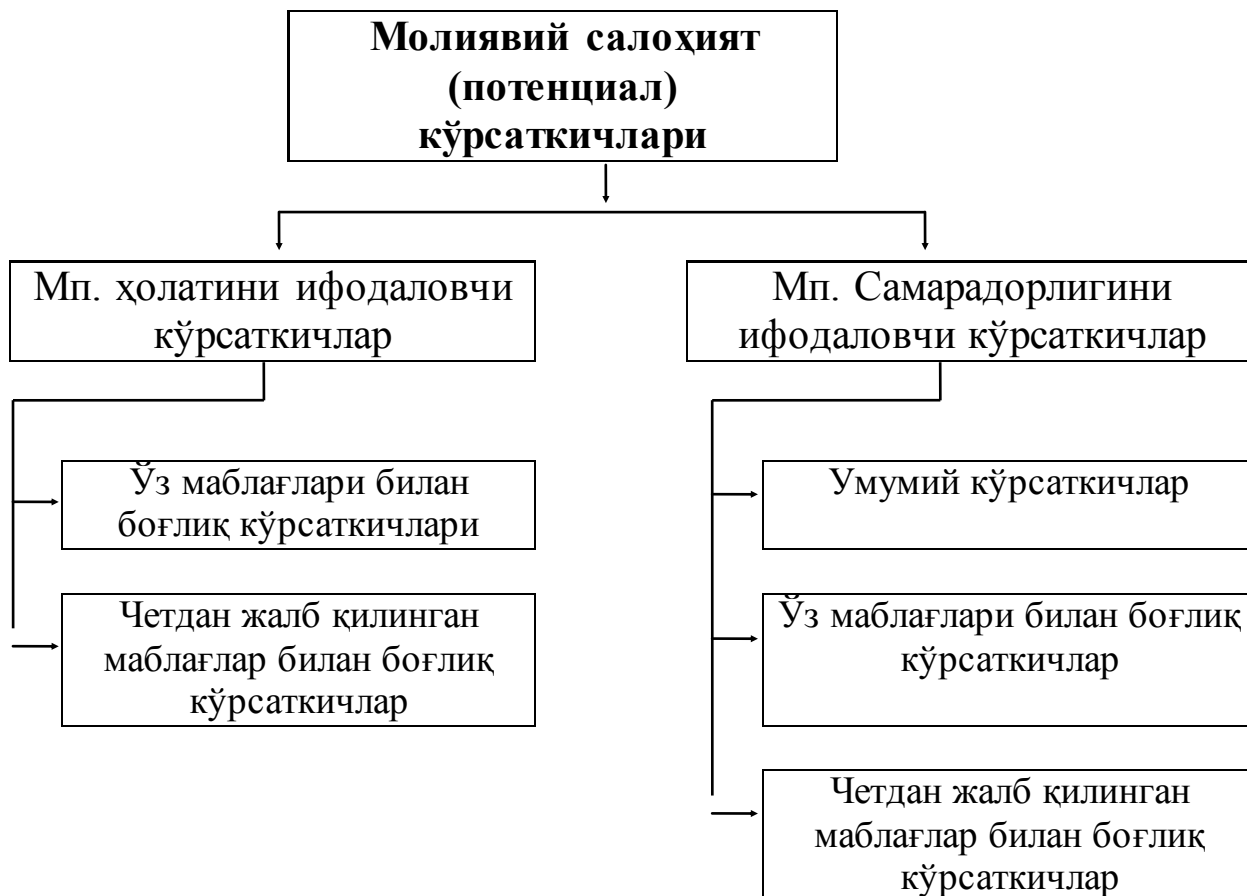 Молиявий салоҳият
(потенциал)
кўрсаткичлари
Мп. ҳолатини ифодаловчи
кўрсаткичлар
Мп. Самарадорлигини
ифодаловчи кўрсаткичлар
Ўз маблағлари билан
боғлиқ кўрсаткичлари
Четдан жалб қилинган
маблағлар билан боғлиқ
кўрсаткичлар
Умумий кўрсаткичлар
Ўз маблағлари билан боғлиқ
кўрсаткичлар
Четдан жалб қилинган
маблағлар билан боғлиқ
кўрсаткичлар